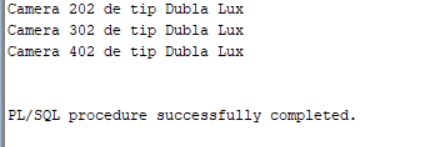 Camera 202 de tip Dubla Lux
Camera 302 de tip Dubla Lux
Camera 402 de tip Dubla Lux
PL/SQL procedure successfully completed.